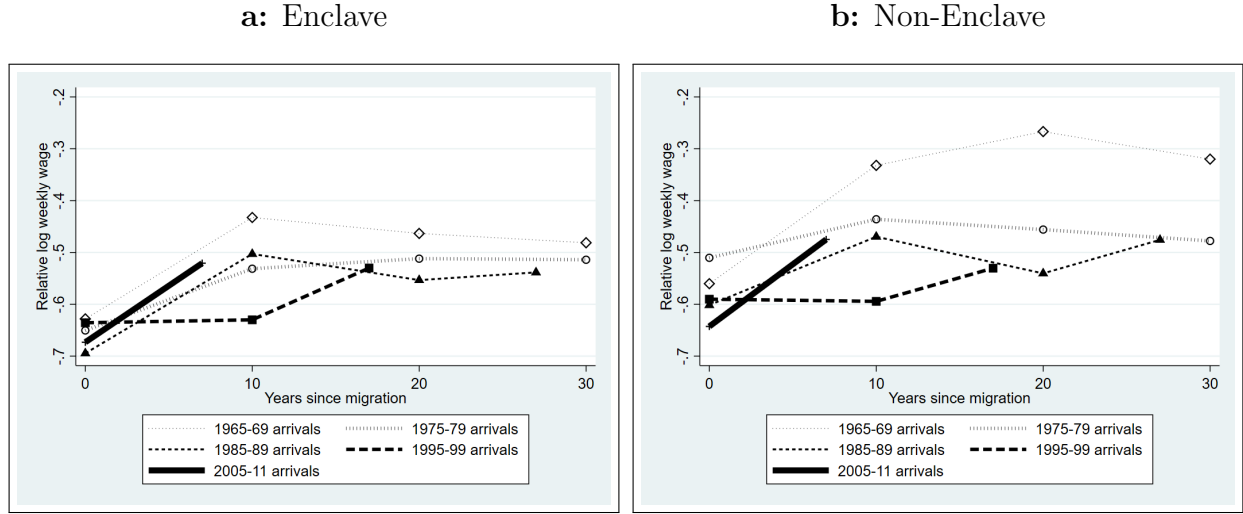 a: Enclave
b: Non-Enclave
Relative log weekly wage
-.2
-.3
-.4
-.5
-.6
-.7
0 10 20 30
Years since migration
1965-69 arrivals 1975-79 arrivals
1985-89 arrivals 1995-99 arrivals
2005-11 arrivals
Relative log weekly wage
-.2
-.3
-.4
-.5
-.6
-.7
0 10 20 30
Years since migration
1965-69 arrivals 1975-79 arrivals
1985-89 arrivals 1995-99 arrivals
2005-11 arrivals